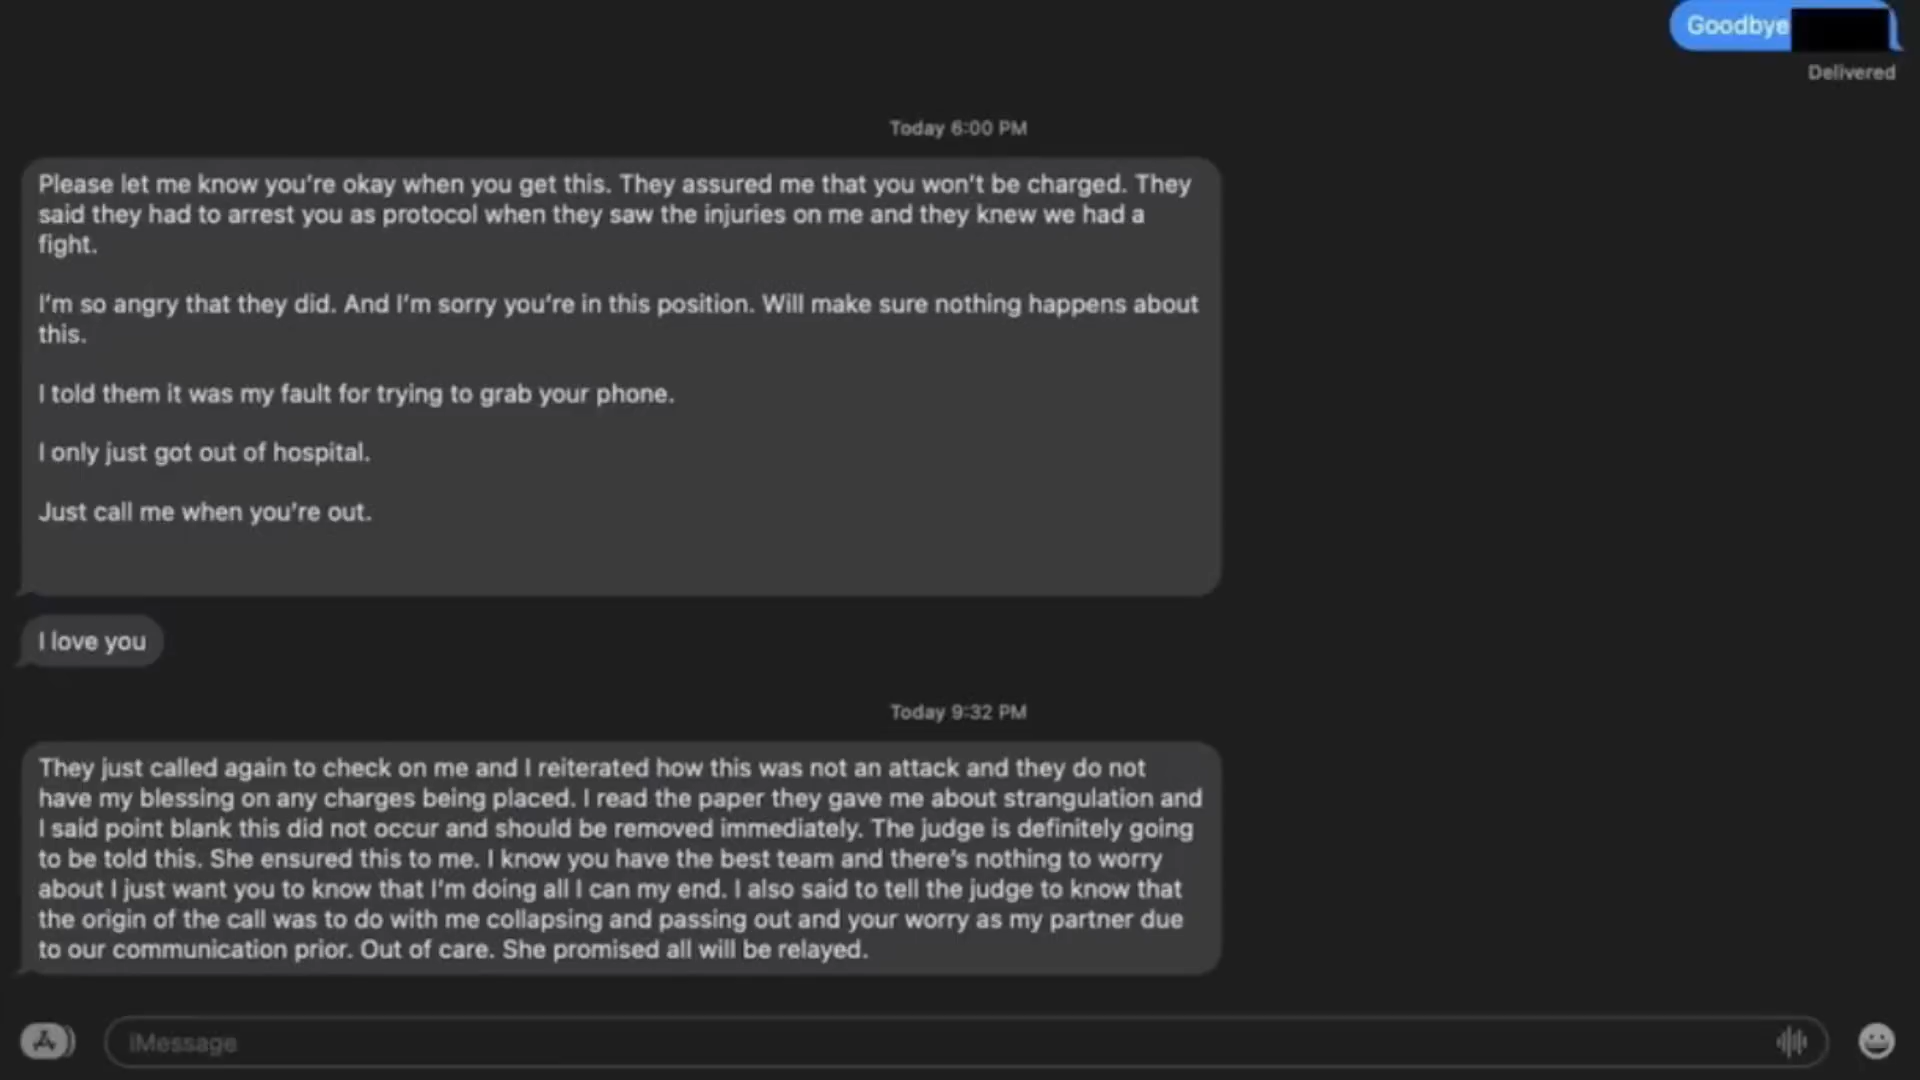 Goodbye
Delivered
Today 6:00 PM
Please let me know you're okay when you get this. They assured me that you won't be charged. They
said they had to arrest you as protocol when they saw the injuries on me and they knew we had a
fight.
I'm so angry that they did. And I'm sorry you're in this position. Will make sure nothing happens about
this.
I told them it was my fault for trying to grab your phone.
I only just got out of hospital.
Just call me when you're out.
I love you
Today 9:32 PM
They just called again to check on me and I reiterated how this was not an attack and they do not
have my blessing on any charges being placed. I read the paper they gave me about strangulation and
I said point blank this did not occur and should be removed immediately. The judge is definitely going
to be told this. She ensured this to me. I know you have the best team and there's nothing to worry
about I just want you to know that I'm doing all I can my end. I also said to tell the judge to know that
the origin of the call was to do with me collapsing and passing out and your worry as my partner due
to our communication prior. Out of care. She promised all will be relayed.
iMessage